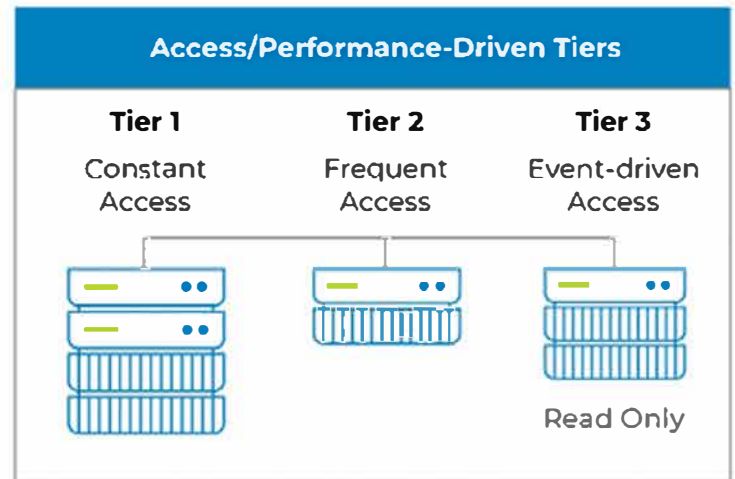 Access/Performance-Driven Tiers
Tier 1
Constant
Access
Tier 2
Frequent
Access
Tier 3
Event-driven
Access
Read Only